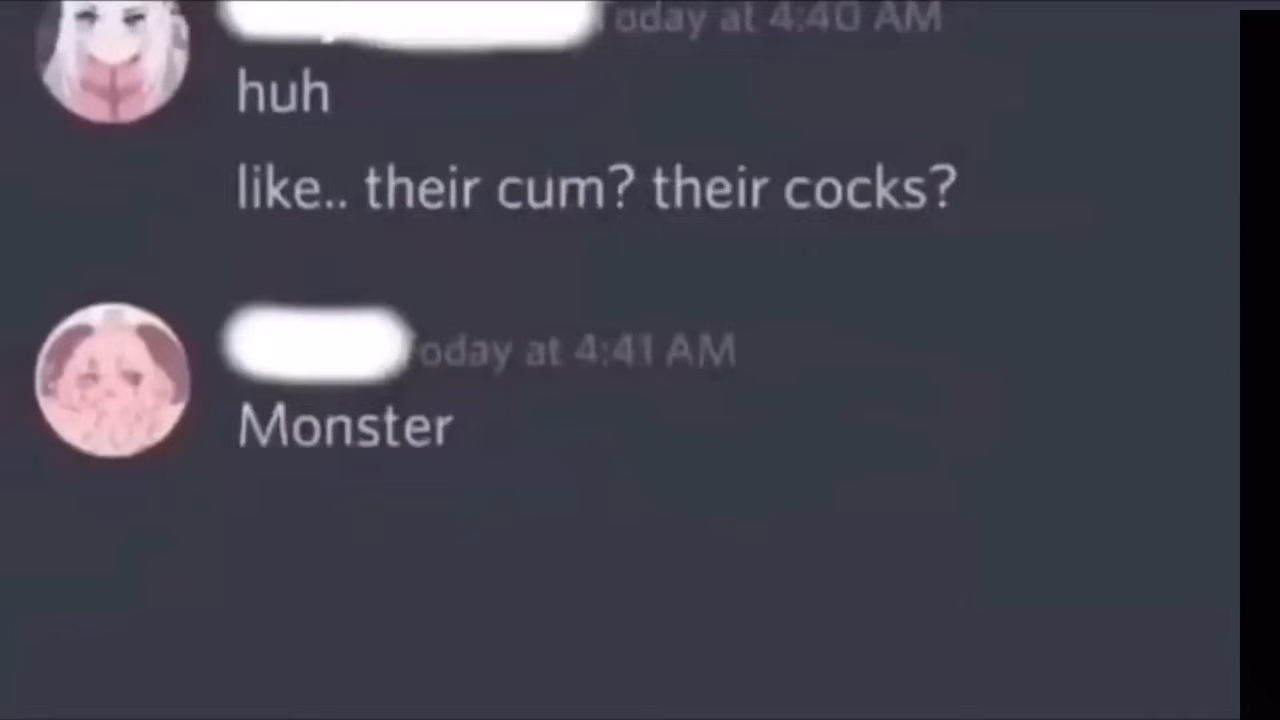 oday at 4:40 AM
huh
like.. their cum? their cocks?
oday at 4:41 AM
Monster